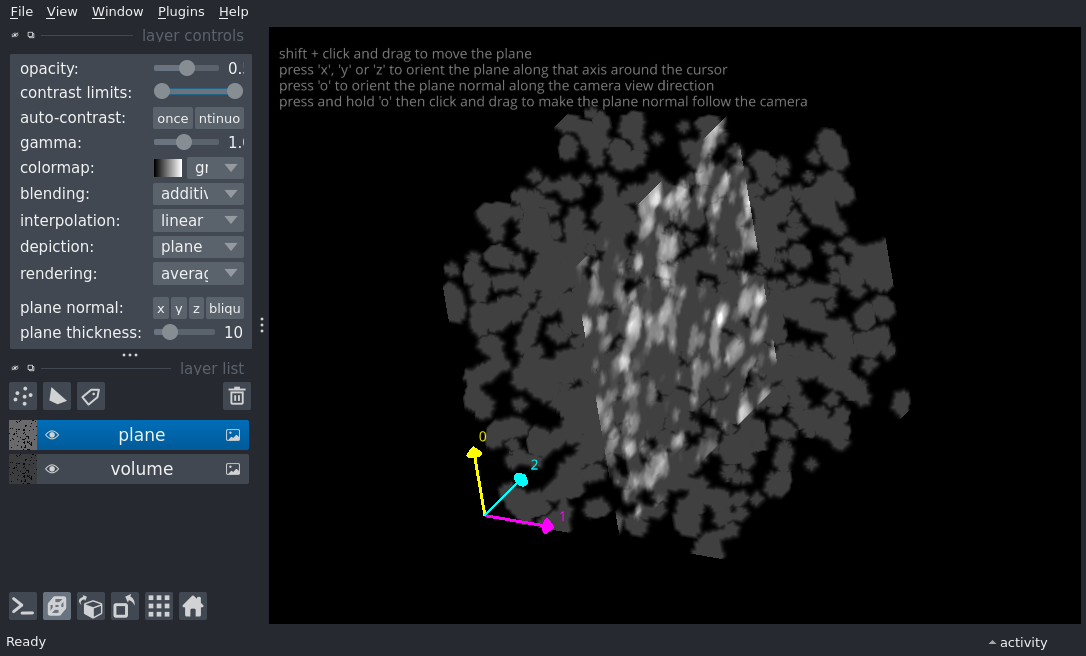 File View Window Plugins Help
layer controls
opacity: 0.
contrast limits:
auto-contrast: once ntinuo
gamma: 1.
colormap: gr
blending: additiv
interpolation: linear
depiction: plane
rendering: averag
plane normal: x y z bliqu
plane thickness: 10
layer list
plane
volume
shift + click and drag to move the plane
press 'x', 'y' or 'z' to orient the plane along that axis around the cursor
press 'o' to orient the plane normal along the camera view direction
press and hold 'o' then click and drag to make the plane normal follow the camera
0
2
1
Ready
activity